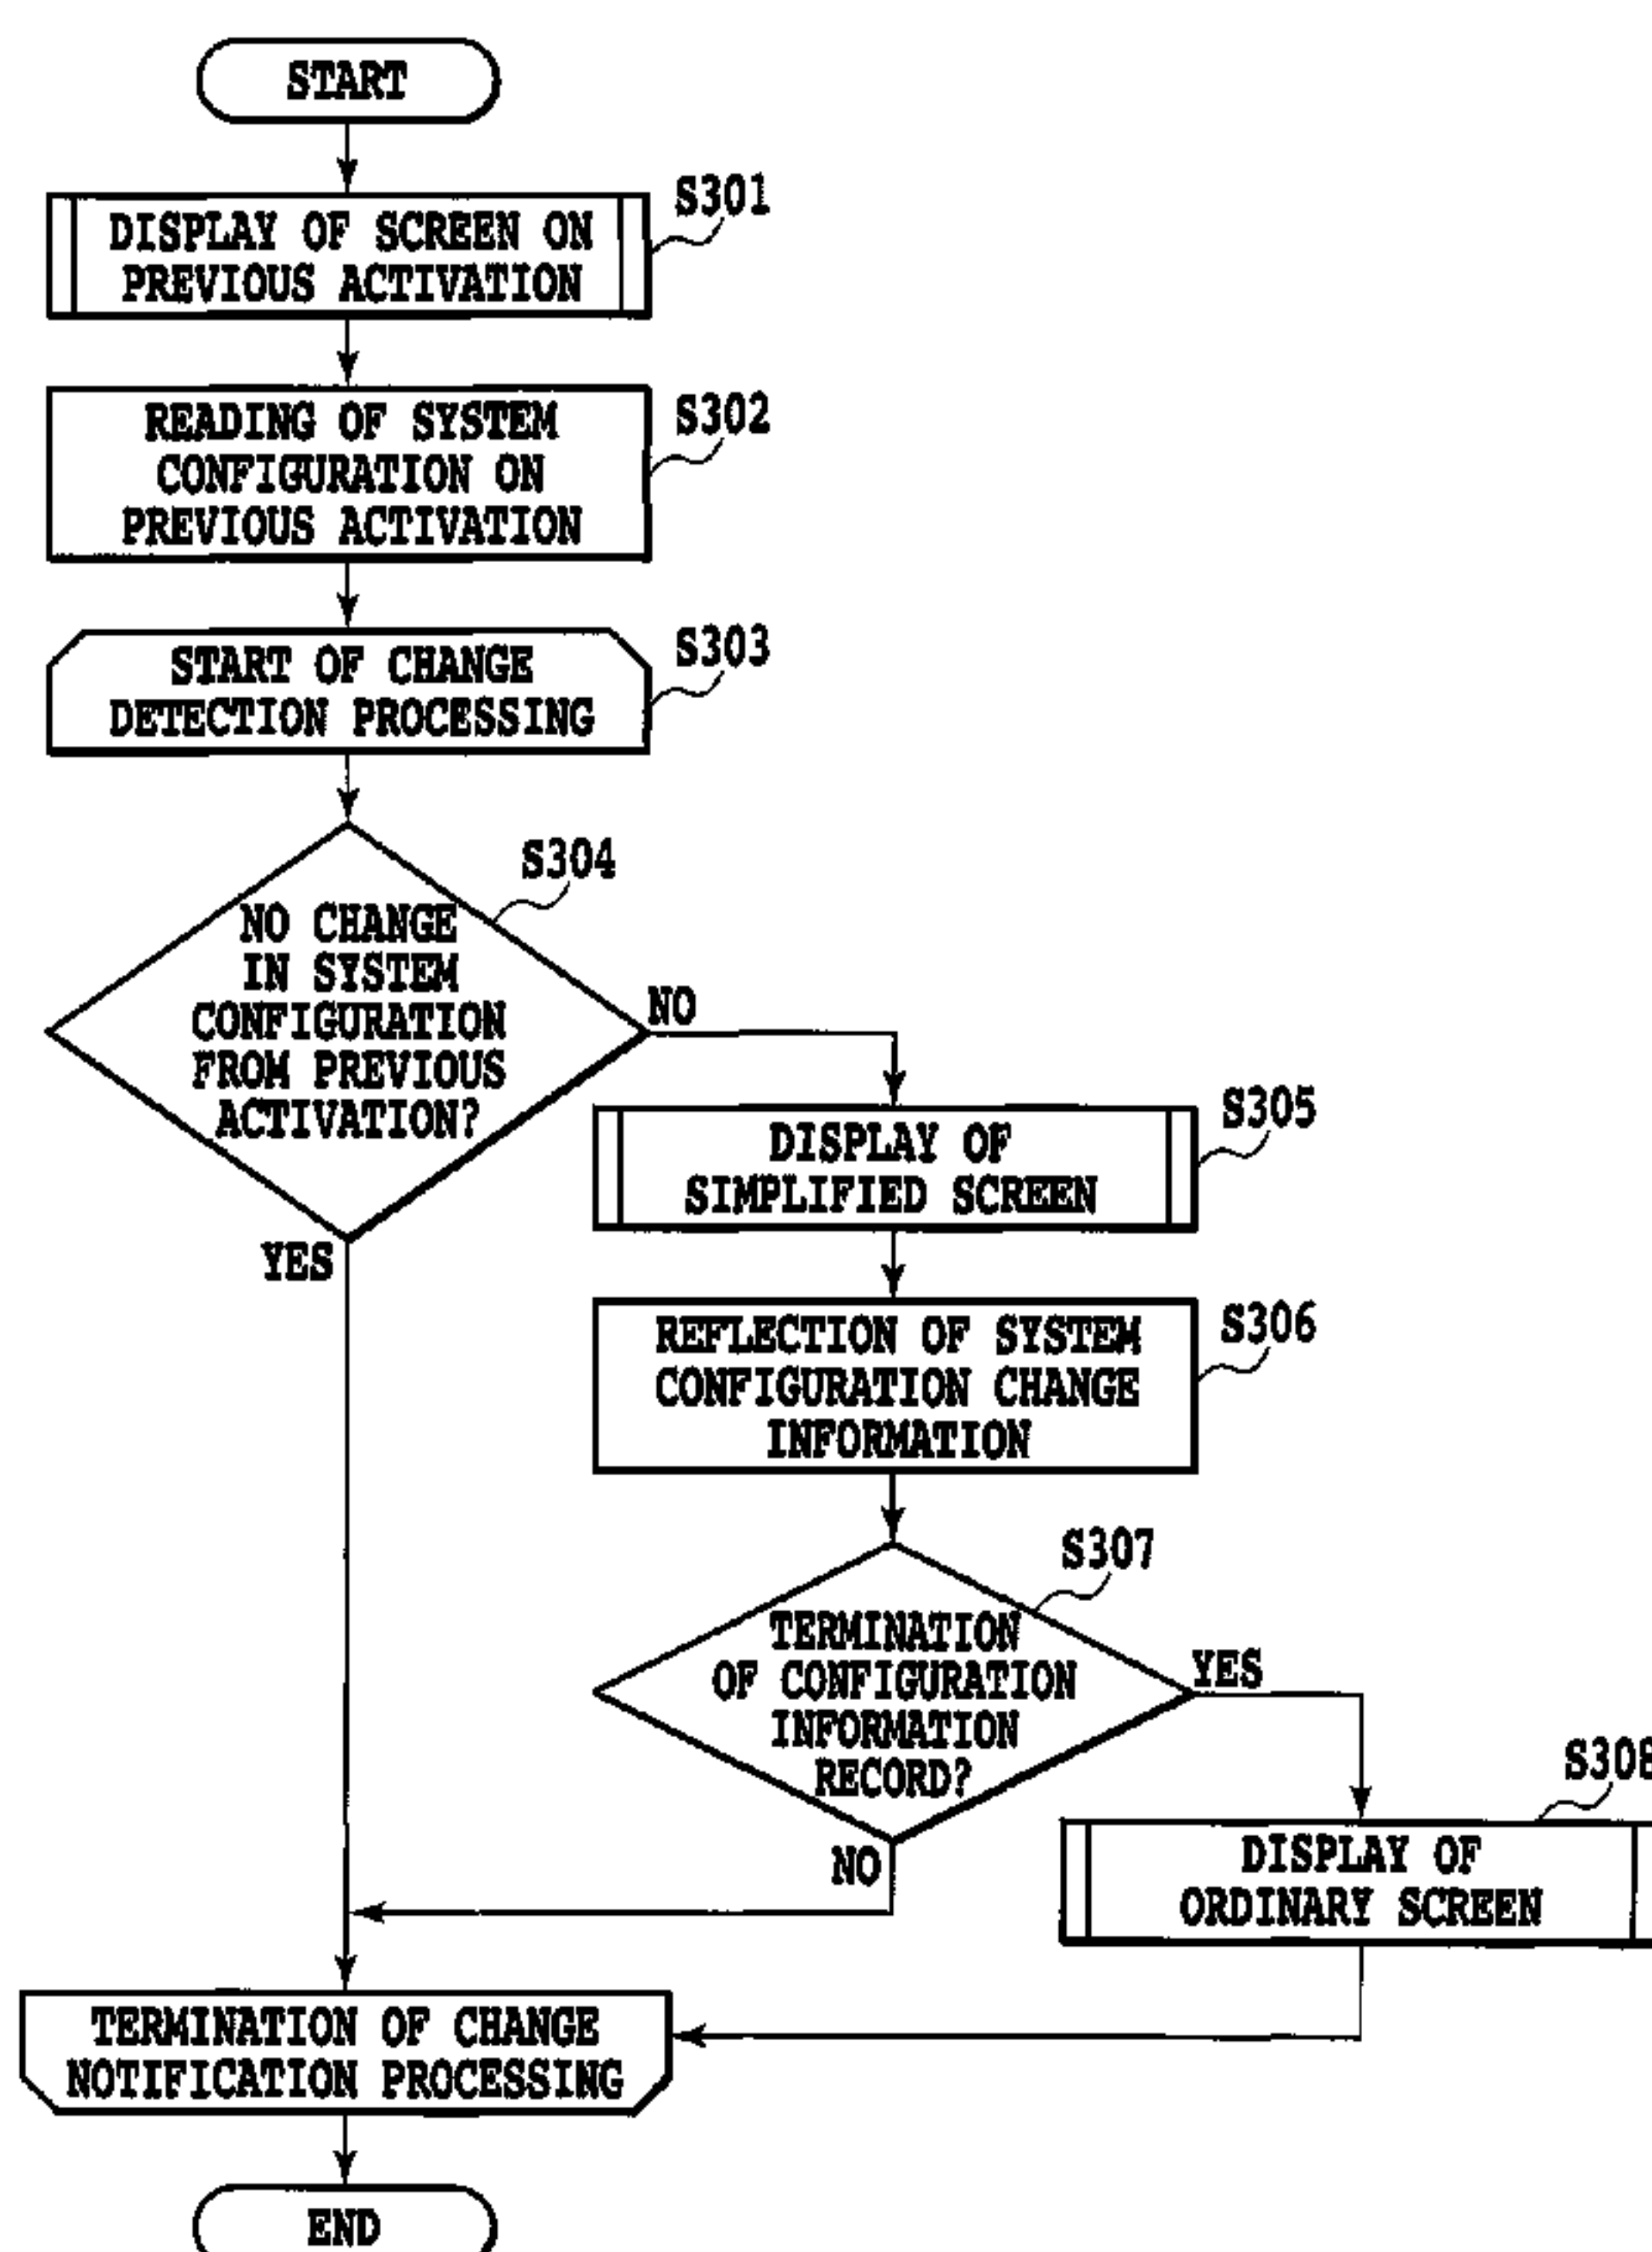 START
S301
DISPLAY OF SCREEN ON
PREVIOUS ACTIVATION
S302
READING OF SYSTEM
CONFIGURATION ON
PREVIOUS ACTIVATION
S303
START OF CHANGE
DETECTION PROCESSING
S304
NO CHANGE
IN SYSTEM
CONFIGURATION
FROM PREVIOUS
ACTIVATION?
NO
YES
S305
DISPLAY OF
SIMPLIFIED SCREEN
S306
REFLECTION OF SYSTEM
CONFIGURATION CHANGE
INFORMATION
S307
TERMINATION
OF CONFIGURATION
INFORMATION
RECORD?
YES
NO
S308
DISPLAY OF
ORDINARY SCREEN
TERMINATION OF CHANGE
NOTIFICATION PROCESSING
END